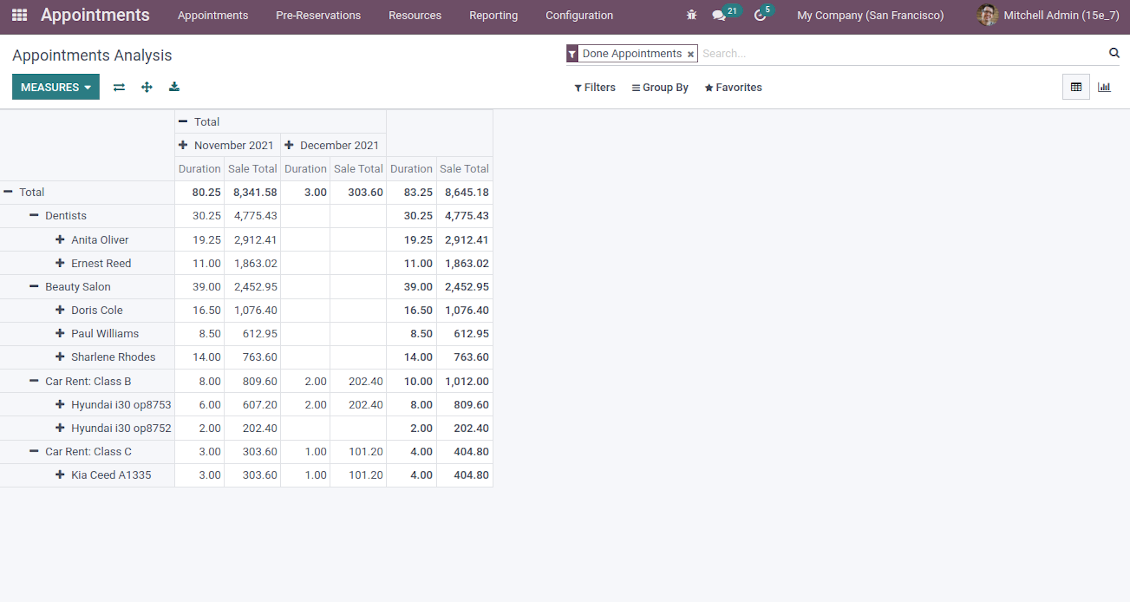 Appointments Appointments Pre-Reservations Resources Reporting Configuration 21 5 My Company (San Francisco) Mitchell Admin (15e_7)
Appointments Analysis Done Appointments × Search...
MEASURES Filters Group By Favorites
Total
November 2021 December 2021
Duration Sale Total Duration Sale Total Duration Sale Total
Total 80.25 8,341.58 3.00 303.60 83.25 8,645.18
Dentists 30.25 4,775.43 30.25 4,775.43
Anita Oliver 19.25 2,912.41 19.25 2,912.41
Ernest Reed 11.00 1,863.02 11.00 1,863.02
Beauty Salon 39.00 2,452.95 39.00 2,452.95
Doris Cole 16.50 1,076.40 16.50 1,076.40
Paul Williams 8.50 612.95 8.50 612.95
Sharlene Rhodes 14.00 763.60 14.00 763.60
Car Rent: Class B 8.00 809.60 2.00 202.40 10.00 1,012.00
Hyundai i30 op8753 6.00 607.20 2.00 202.40 8.00 809.60
Hyundai i30 op8752 2.00 202.40 2.00 202.40
Car Rent: Class C 3.00 303.60 1.00 101.20 4.00 404.80
Kia Ceed A1335 3.00 303.60 1.00 101.20 4.00 404.80